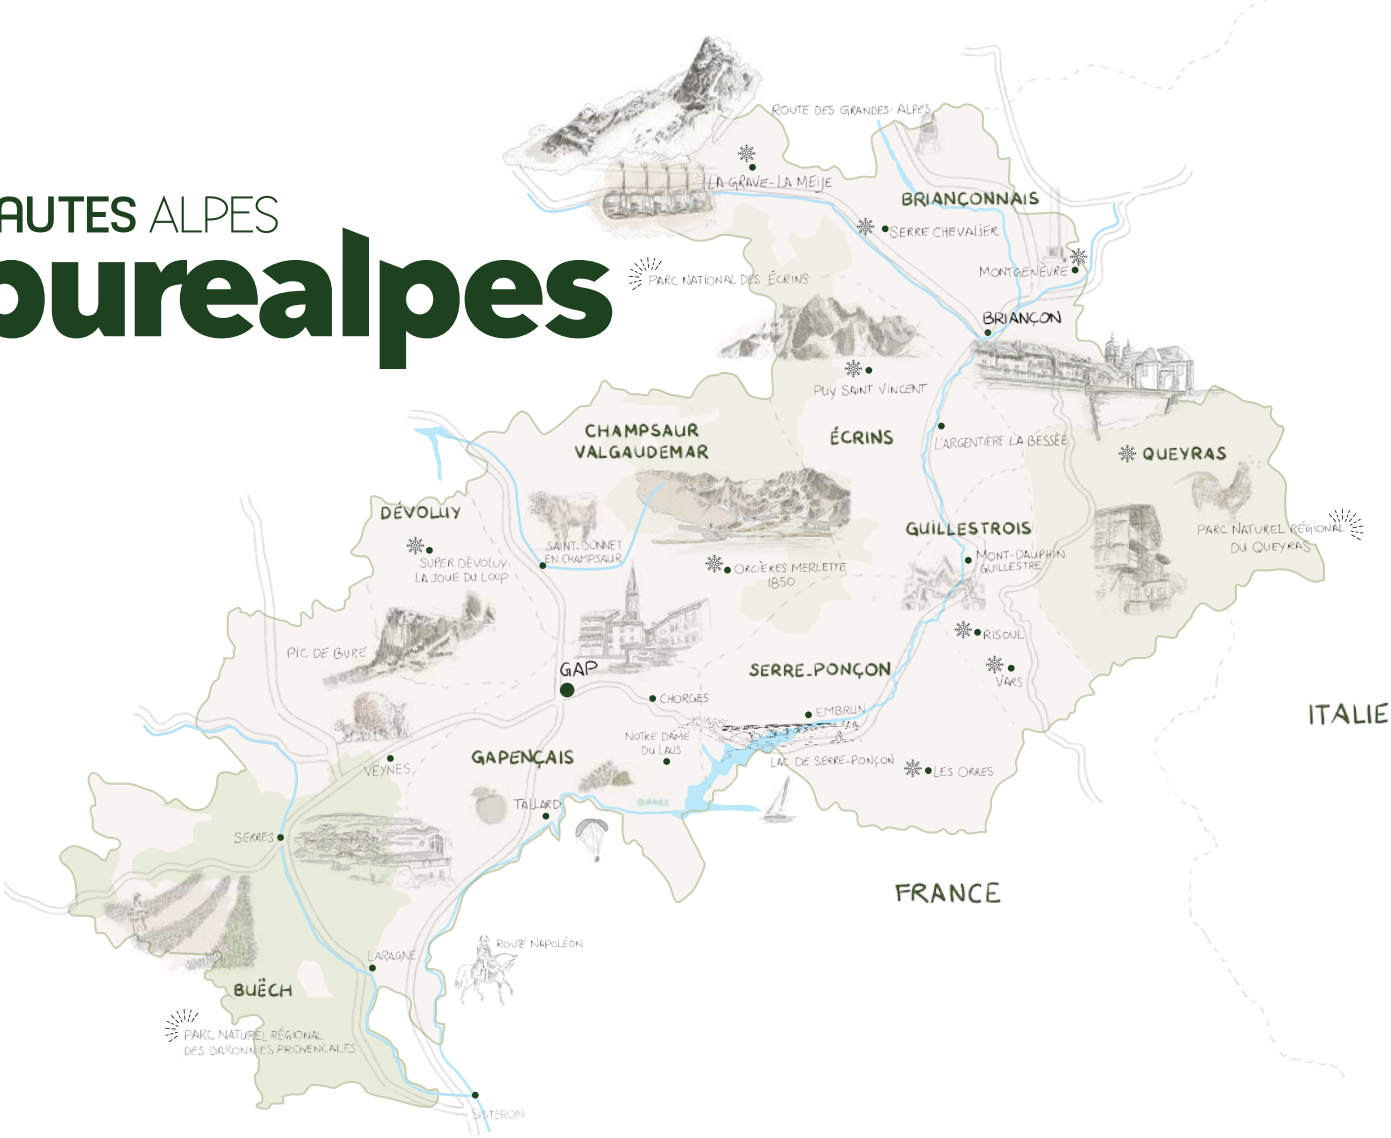 ROUTE DES GRANDES-ALPES
LA GRAVE-LA MEIJE
BRIANÇONNAIS
AUTES ALPES
ourealpes
SERRE CHEVALIER
MONTGENÈVRE
PARC NATIONAL DES ÉCRINS
BRIANÇON
PUY SAINT VINCENT
CHAMPSAUR
VALGAUDEMAR
ÉCRINS
L'ARGENTIÈRE LA BESSÉE
QUEYRAS
DÉVOLUY
GUILLESTROIS
PARC NATUREL RÉGIONAL
DU QUEYRAS
SAINT-BONNET
EN CHAMPSAUR
SUPER DÉVOLUY
LA JOUE DU LOUP
MONT-DAUPHIN
GUILLESTRE
ORCIÈRES MERLETTE
1850
RISOUL
PIC DE BURE
GAP
SERRE-PONÇON
VARS
CHORGES
EMBRUN
ITALIE
NOTRE DAME
DU LAUS
GAPENÇAIS
VEYNES
LAC DE SERRE-PONÇON
LES ORRES
TALLARD
DURANCE
SERRES
FRANCE
ROUTE NAPOLÉON
LARAGNE
BUËCH
PARC NATUREL RÉGIONAL
DES BARONNIES PROVENÇALES
SISTERON